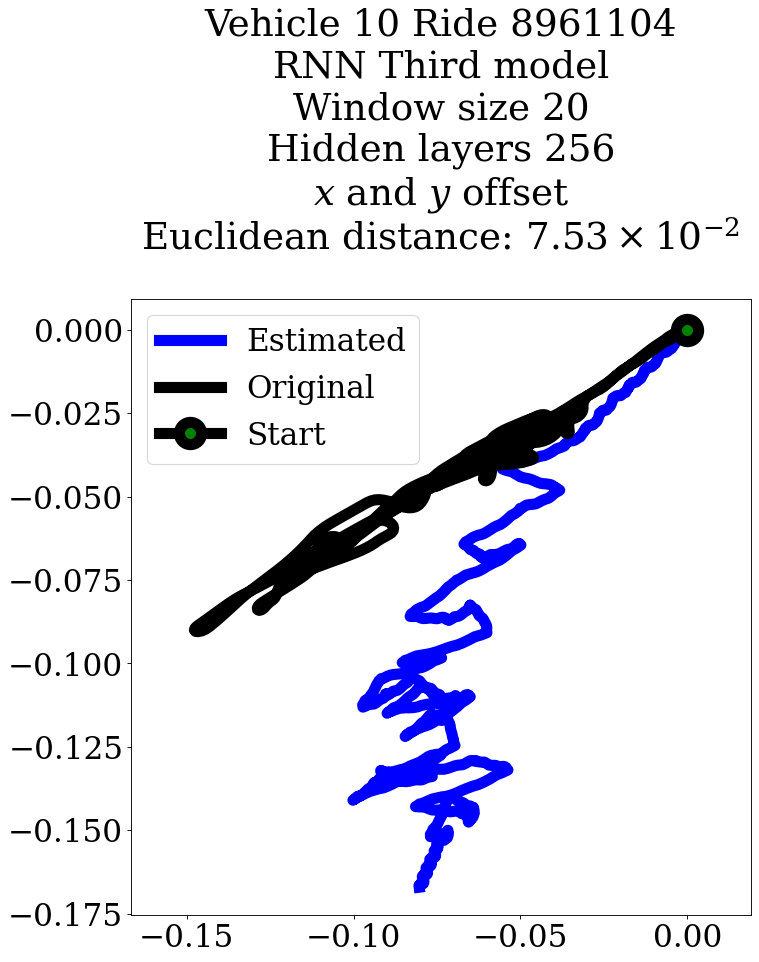 Vehicle 10 Ride 8961104
RNN Third model
Window size 20
Hidden layers 256
x and y offset
Euclidean distance: 7.53 × 10⁻²
Estimated
Original
Start
0.000
−0.025
−0.050
−0.075
−0.100
−0.125
−0.150
−0.175
−0.15 −0.10 −0.05 0.00